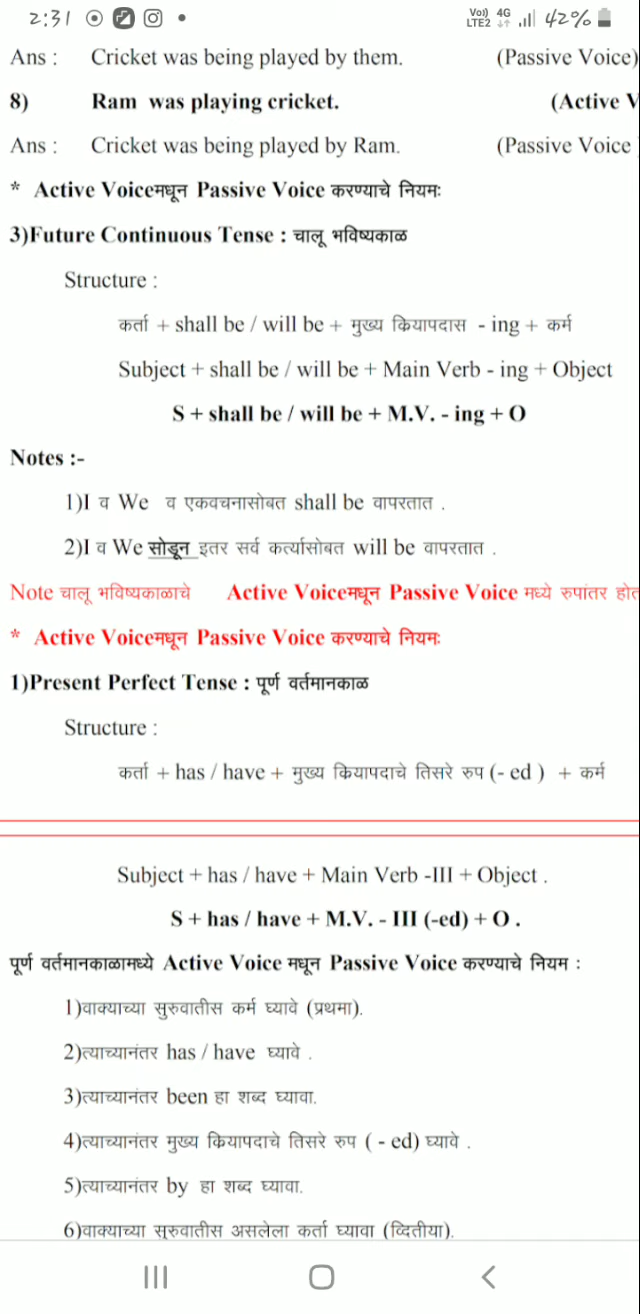 2:31
Vo)) 4G
LTE2 42%
Ans : Cricket was being played by them. (Passive Voice)
8) Ram was playing cricket. (Active V
Ans : Cricket was being played by Ram. (Passive Voice
* Active Voiceमधून Passive Voice करण्याचे नियमः
3)Future Continuous Tense : चालू भविष्यकाळ
Structure :
कर्ता + shall be / will be + मुख्य कियापदास - ing + कर्म
Subject + shall be / will be + Main Verb - ing + Object
S + shall be / will be + M.V. - ing + O
Notes :-
1)I व We व एकवचनासोबत shall be वापरतात .
2)I व We सोडून इतर सर्व कर्त्यासोबत will be वापरतात .
Note चालू भविष्यकाळाचे Active Voiceमधून Passive Voice मध्ये रुपांतर होत
* Active Voiceमधून Passive Voice करण्याचे नियमः
1)Present Perfect Tense : पूर्ण वर्तमानकाळ
Structure :
कर्ता + has / have + मुख्य कियापदाचे तिसरे रुप (- ed ) + कर्म
Subject + has / have + Main Verb -III + Object .
S + has / have + M.V. - III (-ed) + O .
पूर्ण वर्तमानकाळामध्ये Active Voice मधून Passive Voice करण्याचे नियम :
1)वाक्याच्या सुरुवातीस कर्म घ्यावे (प्रथमा).
2)त्याच्यानंतर has / have घ्यावे .
3)त्याच्यानंतर been हा शब्द घ्यावा.
4)त्याच्यानंतर मुख्य कियापदाचे तिसरे रुप ( - ed) घ्यावे .
5)त्याच्यानंतर by हा शब्द घ्यावा.
6)वाक्याच्या सुरुवातीस असलेला कर्ता घ्यावा (व्दितीया).